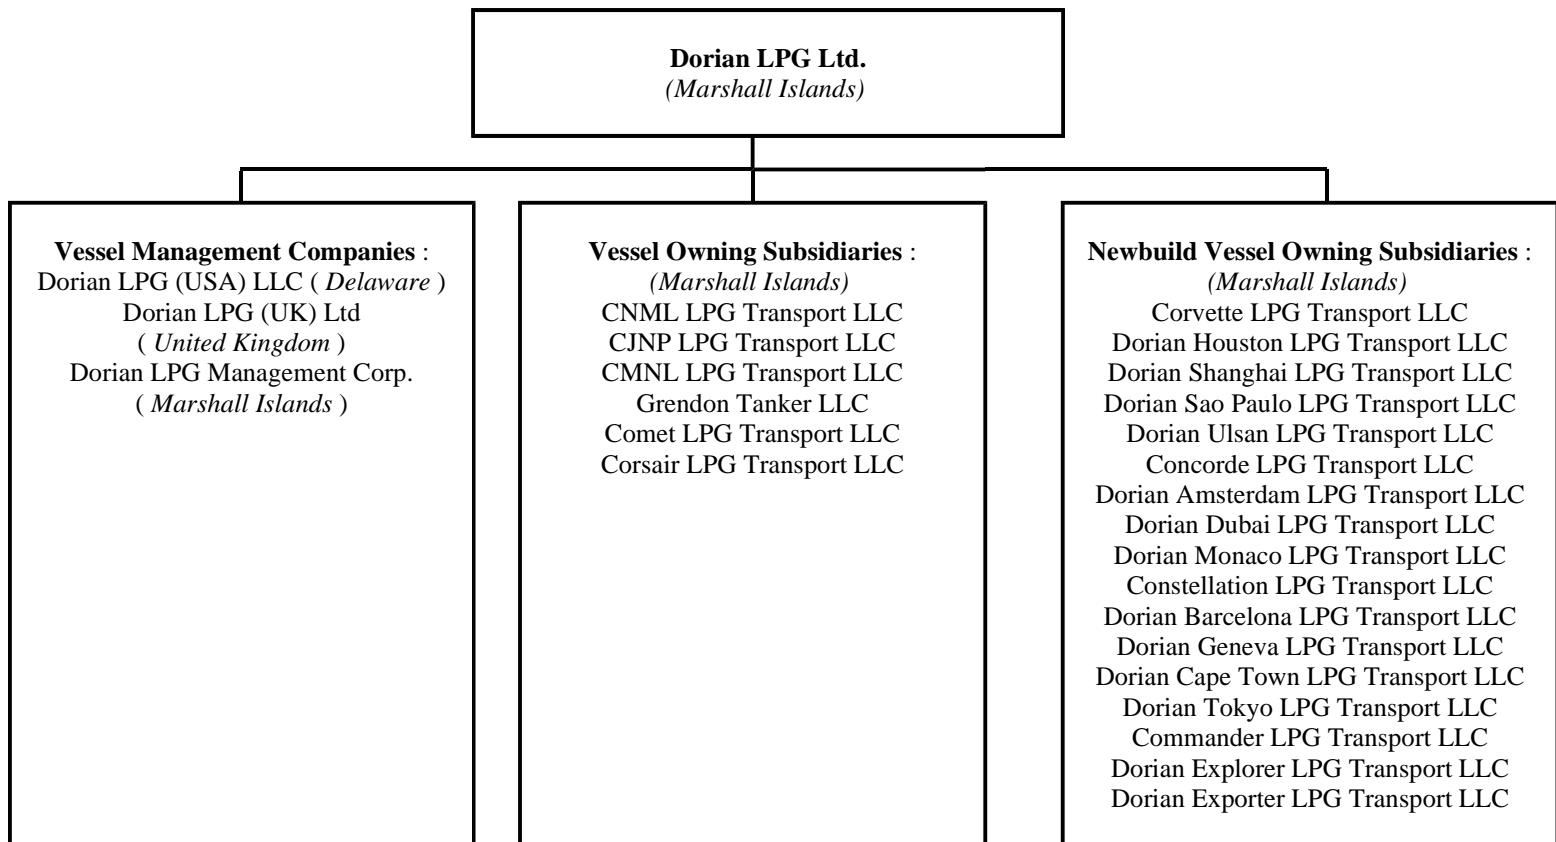 Dorian LPG Ltd.
(Marshall Islands)
Vessel Management Companies :
Dorian LPG (USA) LLC ( Delaware )
Dorian LPG (UK) Ltd
( United Kingdom )
Dorian LPG Management Corp.
( Marshall Islands )
Vessel Owning Subsidiaries :
(Marshall Islands)
CNML LPG Transport LLC
CJNP LPG Transport LLC
CMNL LPG Transport LLC
Grendon Tanker LLC
Comet LPG Transport LLC
Corsair LPG Transport LLC
Newbuild Vessel Owning Subsidiaries :
(Marshall Islands)
Corvette LPG Transport LLC
Dorian Houston LPG Transport LLC
Dorian Shanghai LPG Transport LLC
Dorian Sao Paulo LPG Transport LLC
Dorian Ulsan LPG Transport LLC
Concorde LPG Transport LLC
Dorian Amsterdam LPG Transport LLC
Dorian Dubai LPG Transport LLC
Dorian Monaco LPG Transport LLC
Constellation LPG Transport LLC
Dorian Barcelona LPG Transport LLC
Dorian Geneva LPG Transport LLC
Dorian Cape Town LPG Transport LLC
Dorian Tokyo LPG Transport LLC
Commander LPG Transport LLC
Dorian Explorer LPG Transport LLC
Dorian Exporter LPG Transport LLC